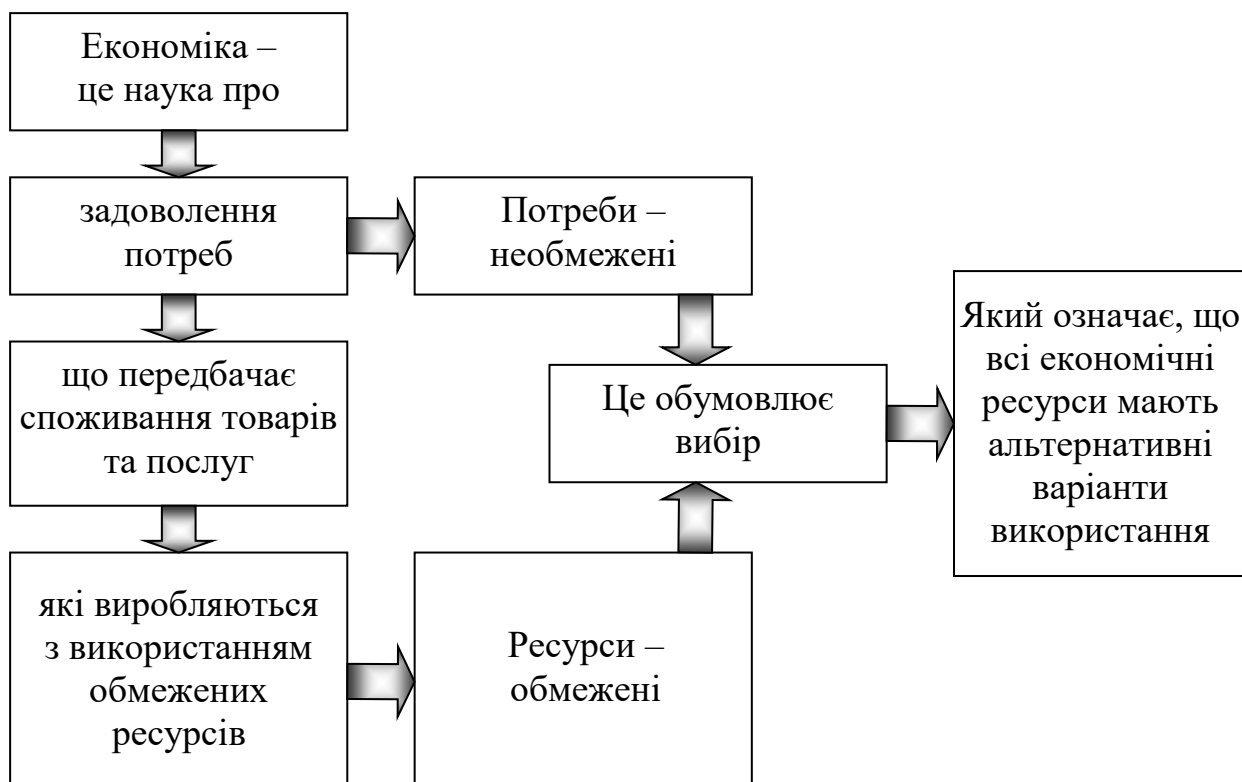 Економіка –
це наука про
задоволення
потреб
Потреби –
необмежені
що передбачає
споживання товарів
та послуг
Це обумовлює
вибір
Який означає, що
всі економічні
ресурси мають
альтернативні
варіанти
використання
які виробляються
з використанням
обмежених
ресурсів
Ресурси –
обмежені